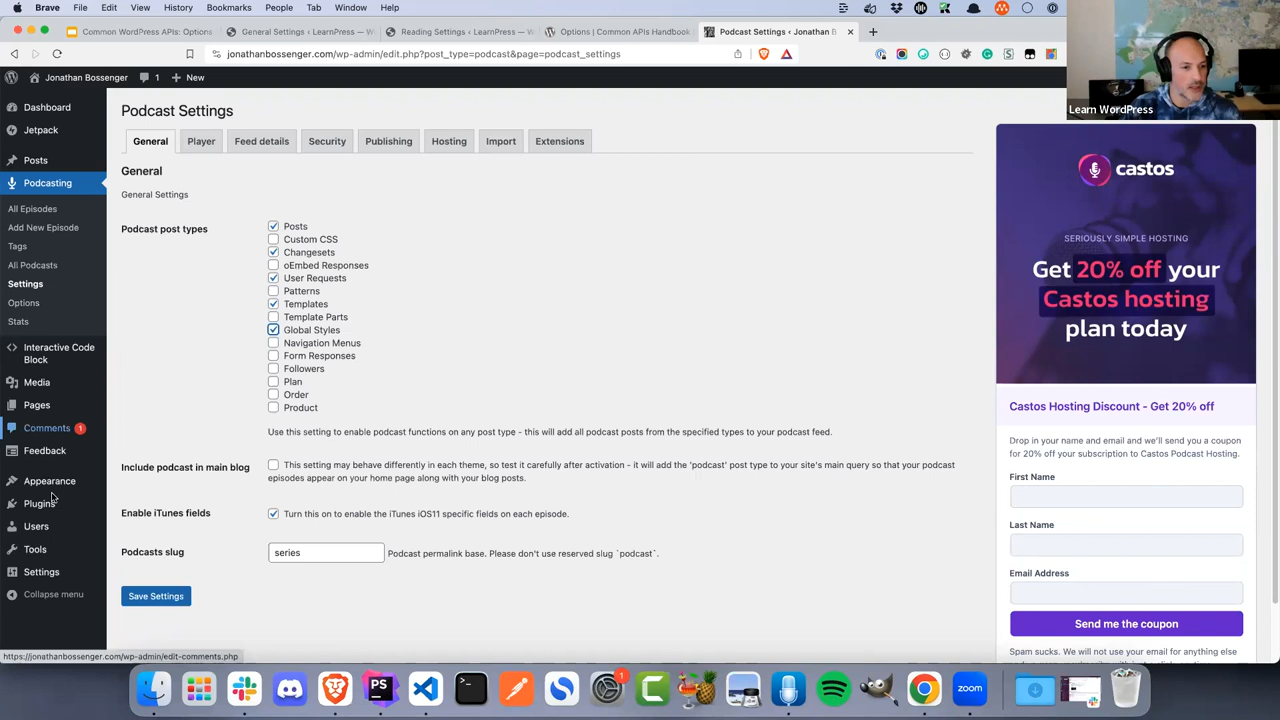 Brave File Edit View History Bookmarks People Tab Window Help
Common WordPress APIs: Options
General Settings ‹ LearnPress — W
Reading Settings ‹ LearnPress — W
Options | Common APIs Handbook
Podcast Settings ‹ Jonathan B
jonathanbossenger.com/wp-admin/edit.php?post_type=podcast&page=podcast_settings
Jonathan Bossenger 1 New
Learn WordPress
Dashboard
Jetpack
Posts
Podcasting
All Episodes
Add New Episode
Tags
All Podcasts
Settings
Options
Stats
Interactive Code
Block
Media
Pages
Comments 1
Feedback
Appearance
Plugins
Users
Tools
Settings
Collapse menu
https://jonathanbossenger.com/wp-admin/edit-comments.php
Podcast Settings
General Player Feed details Security Publishing Hosting Import Extensions
General
General Settings
Podcast post types
Posts
Custom CSS
Changesets
oEmbed Responses
User Requests
Patterns
Templates
Template Parts
Global Styles
Navigation Menus
Form Responses
Followers
Plan
Order
Product
Use this setting to enable podcast functions on any post type - this will add all podcast posts from the specified types to your podcast feed.
Include podcast in main blog
This setting may behave differently in each theme, so test it carefully after activation - it will add the 'podcast' post type to your site's main query so that your podcast
episodes appear on your home page along with your blog posts.
Enable iTunes fields
Turn this on to enable the iTunes iOS11 specific fields on each episode.
Podcasts slug
series
Podcast permalink base. Please don't use reserved slug `podcast`.
Save Settings
castos
SERIOUSLY SIMPLE HOSTING
Get 20% off your
Castos hosting
plan today
Castos Hosting Discount - Get 20% off
Drop in your name and email and we'll send you a coupon
for 20% off your subscription to Castos Podcast Hosting.
First Name
Last Name
Email Address
Send me the coupon
Spam sucks. We will not use your email for anything else
PS
1
zoom